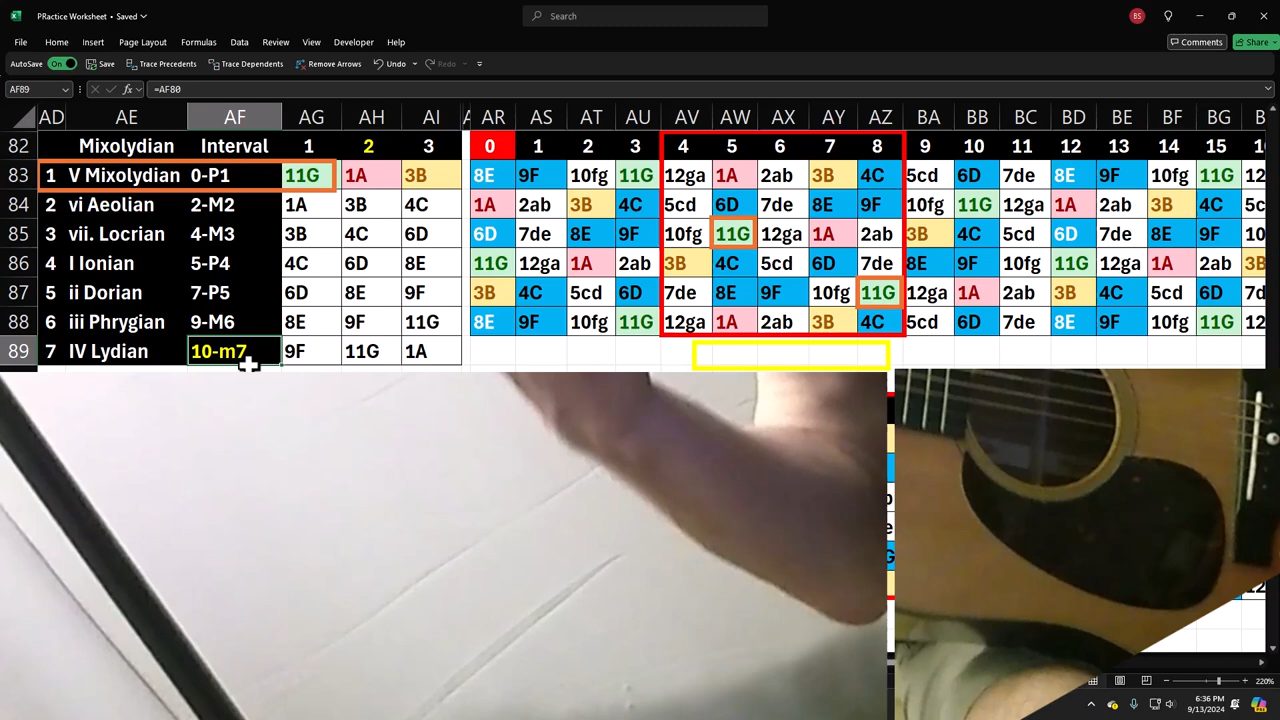 PRactice Worksheet • Saved
Search
BS
File Home Insert Page Layout Formulas Data Review View Developer Help
Comments Share
AutoSave On Save Trace Precedents Trace Dependents Remove Arrows Undo Redo
AF89 fx =AF80
AD AE AF AG AH AI AR AS AT AU AV AW AX AY AZ BA BB BC BD BE BF BG
82 Mixolydian Interval 1 2 3 0 1 2 3 4 5 6 7 8 9 10 11 12 13 14 15
83 1 V Mixolydian 0-P1 11G 1A 3B 8E 9F 10fg 11G 12ga 1A 2ab 3B 4C 5cd 6D 7de 8E 9F 10fg 11G 12
84 2 vi Aeolian 2-M2 1A 3B 4C 1A 2ab 3B 4C 5cd 6D 7de 8E 9F 10fg 11G 12ga 1A 2ab 3B 4C 5c
85 3 vii. Locrian 4-M3 3B 4C 6D 6D 7de 8E 9F 10fg 11G 12ga 1A 2ab 3B 4C 5cd 6D 7de 8E 9F 10
86 4 I Ionian 5-P4 4C 6D 8E 11G 12ga 1A 2ab 3B 4C 5cd 6D 7de 8E 9F 10fg 11G 12ga 1A 2ab 3B
87 5 ii Dorian 7-P5 6D 8E 9F 3B 4C 5cd 6D 7de 8E 9F 10fg 11G 12ga 1A 2ab 3B 4C 5cd 6D 7d
88 6 iii Phrygian 9-M6 8E 9F 11G 8E 9F 10fg 11G 12ga 1A 2ab 3B 4C 5cd 6D 7de 8E 9F 10fg 11G 12
89 7 IV Lydian 10-m7 9F 11G 1A
220%
6:36 PM
9/13/2024